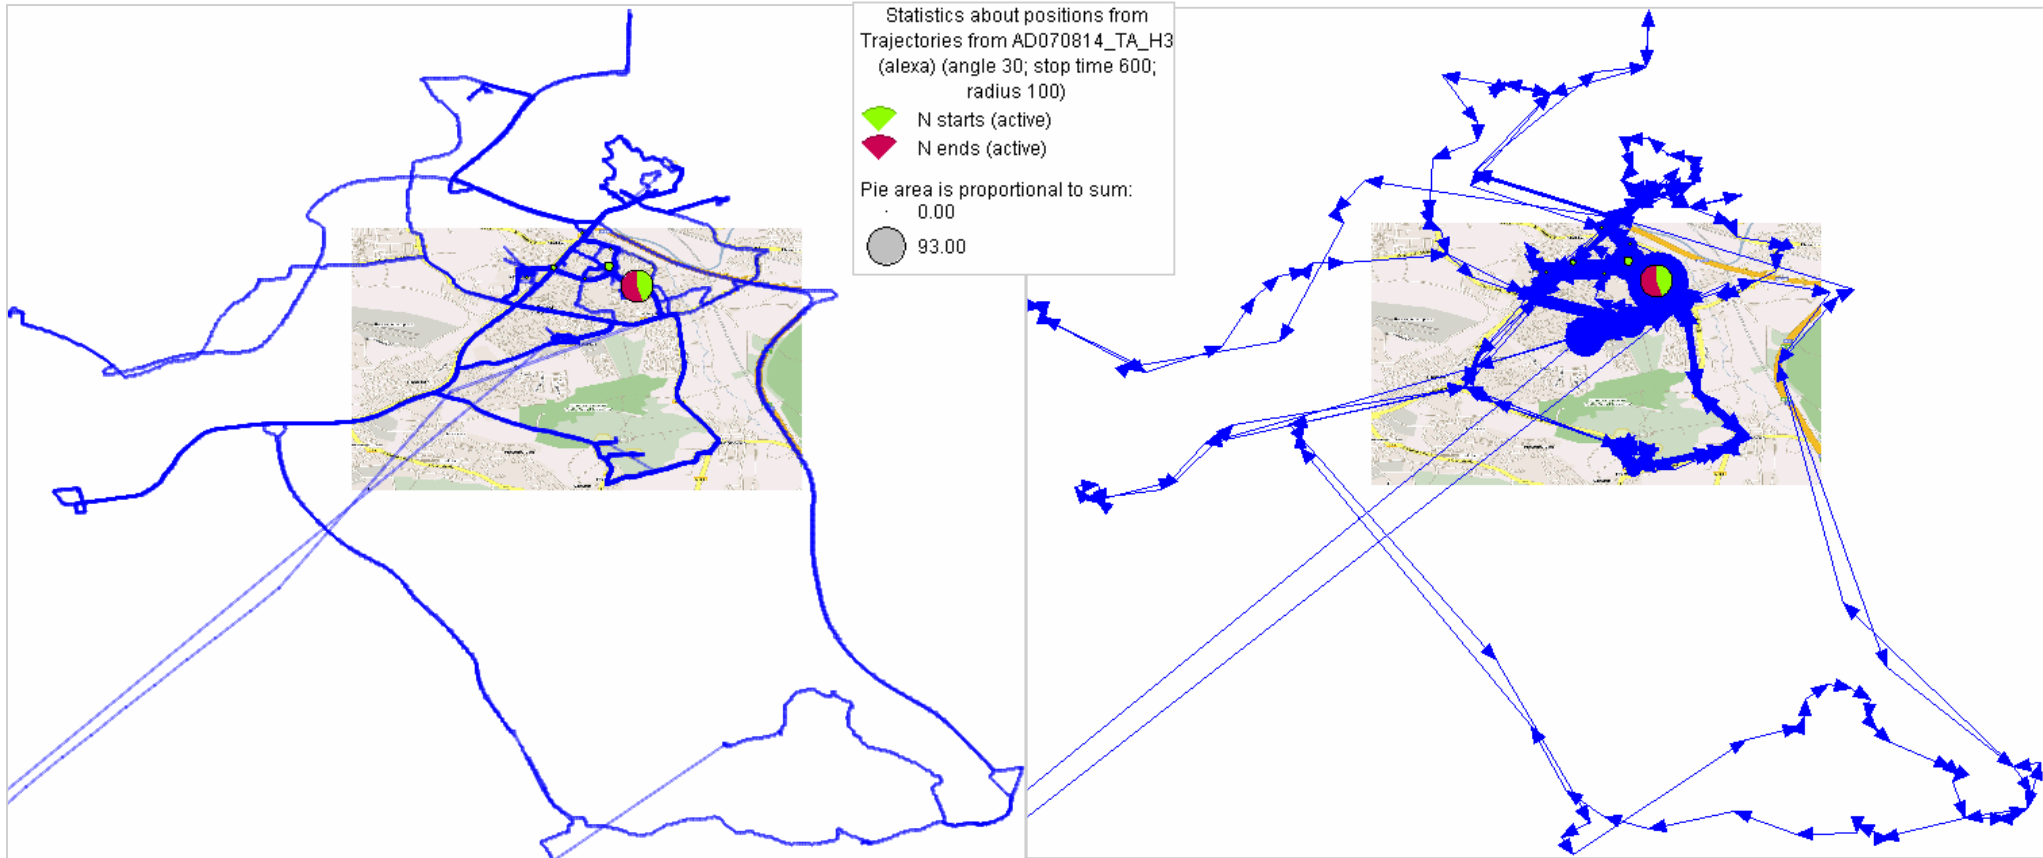 Statistics about positions from
Trajectories from AD070814_TA_H3
(alexa) (angle 30; stop time 600;
radius 100)
N starts (active)
N ends (active)
Pie area is proportional to sum:
0.00
93.00